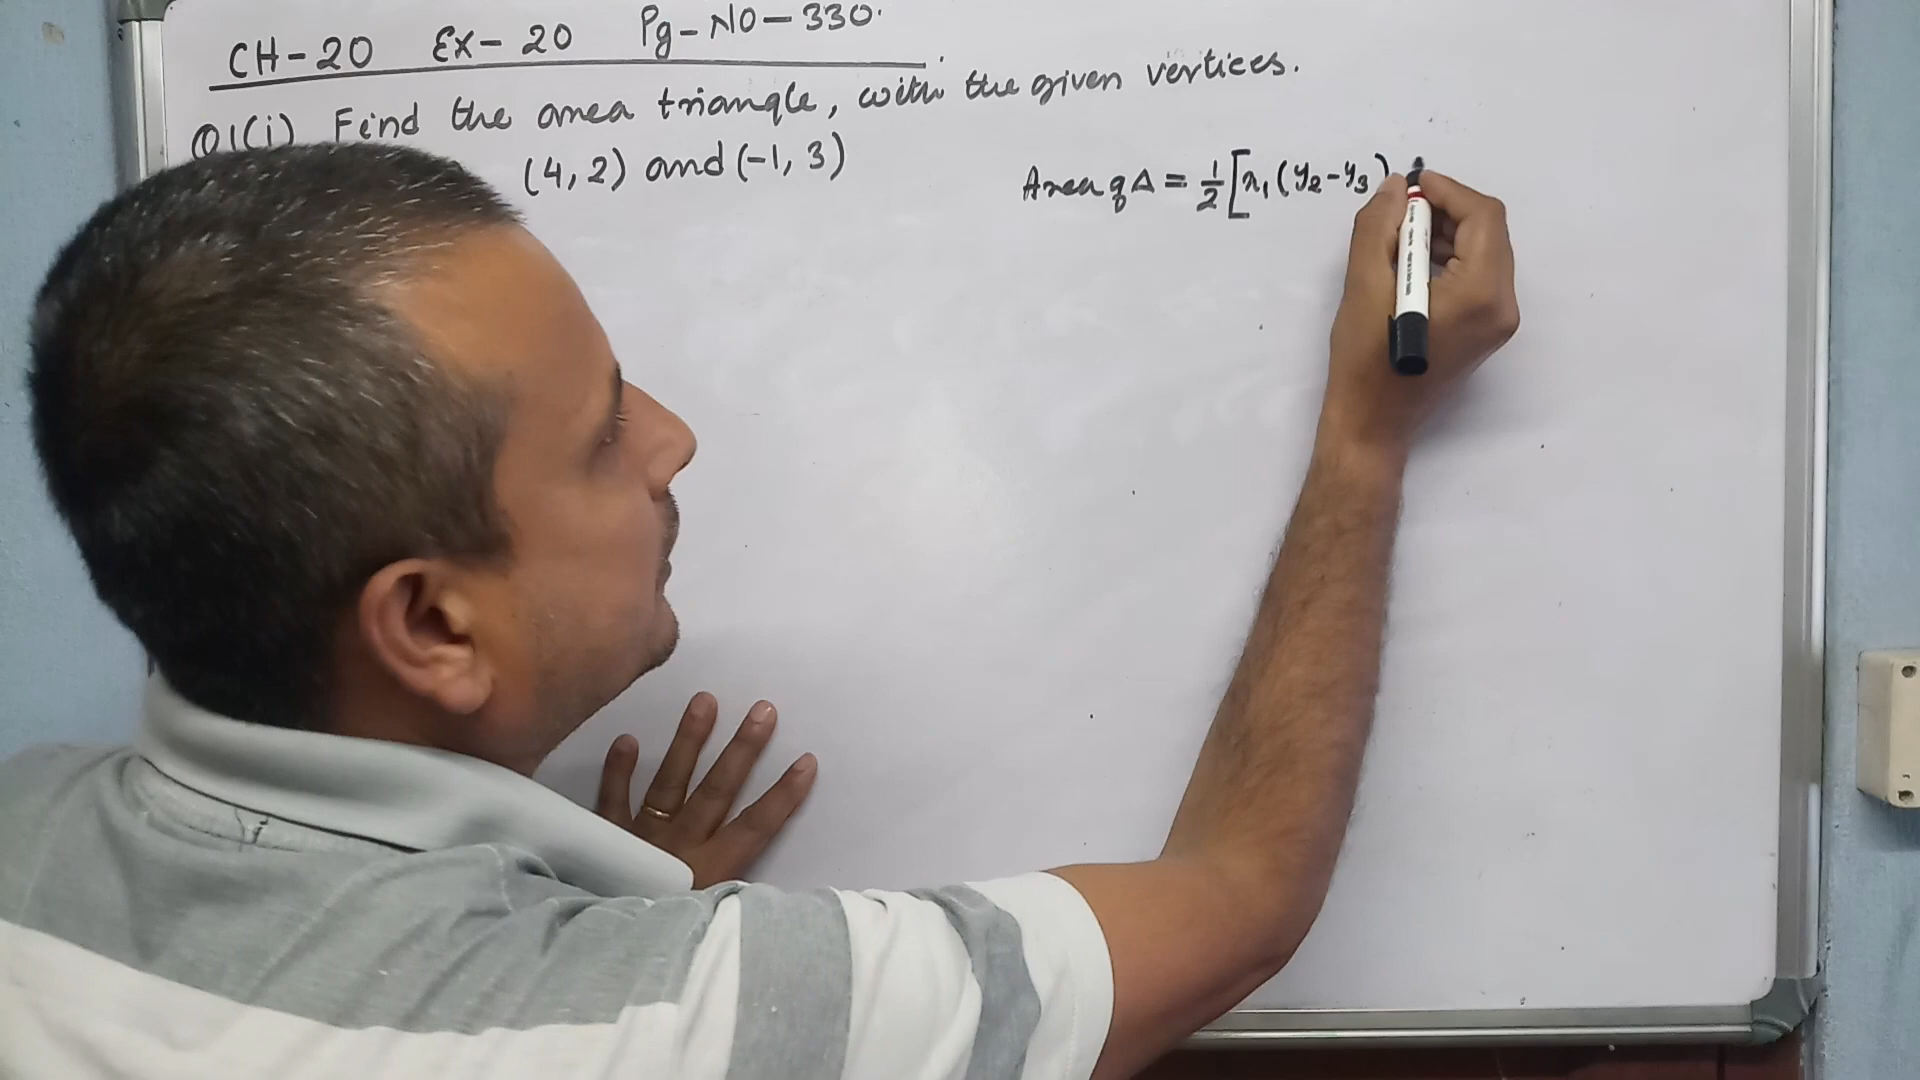 CH-20 Ex-20 Pg-NO-330.
Q1(i) Find the area triangle, with the given vertices.
(4, 2) and (-1, 3)
Area of Δ = 1/2 [x₁ (y₂-y₃)